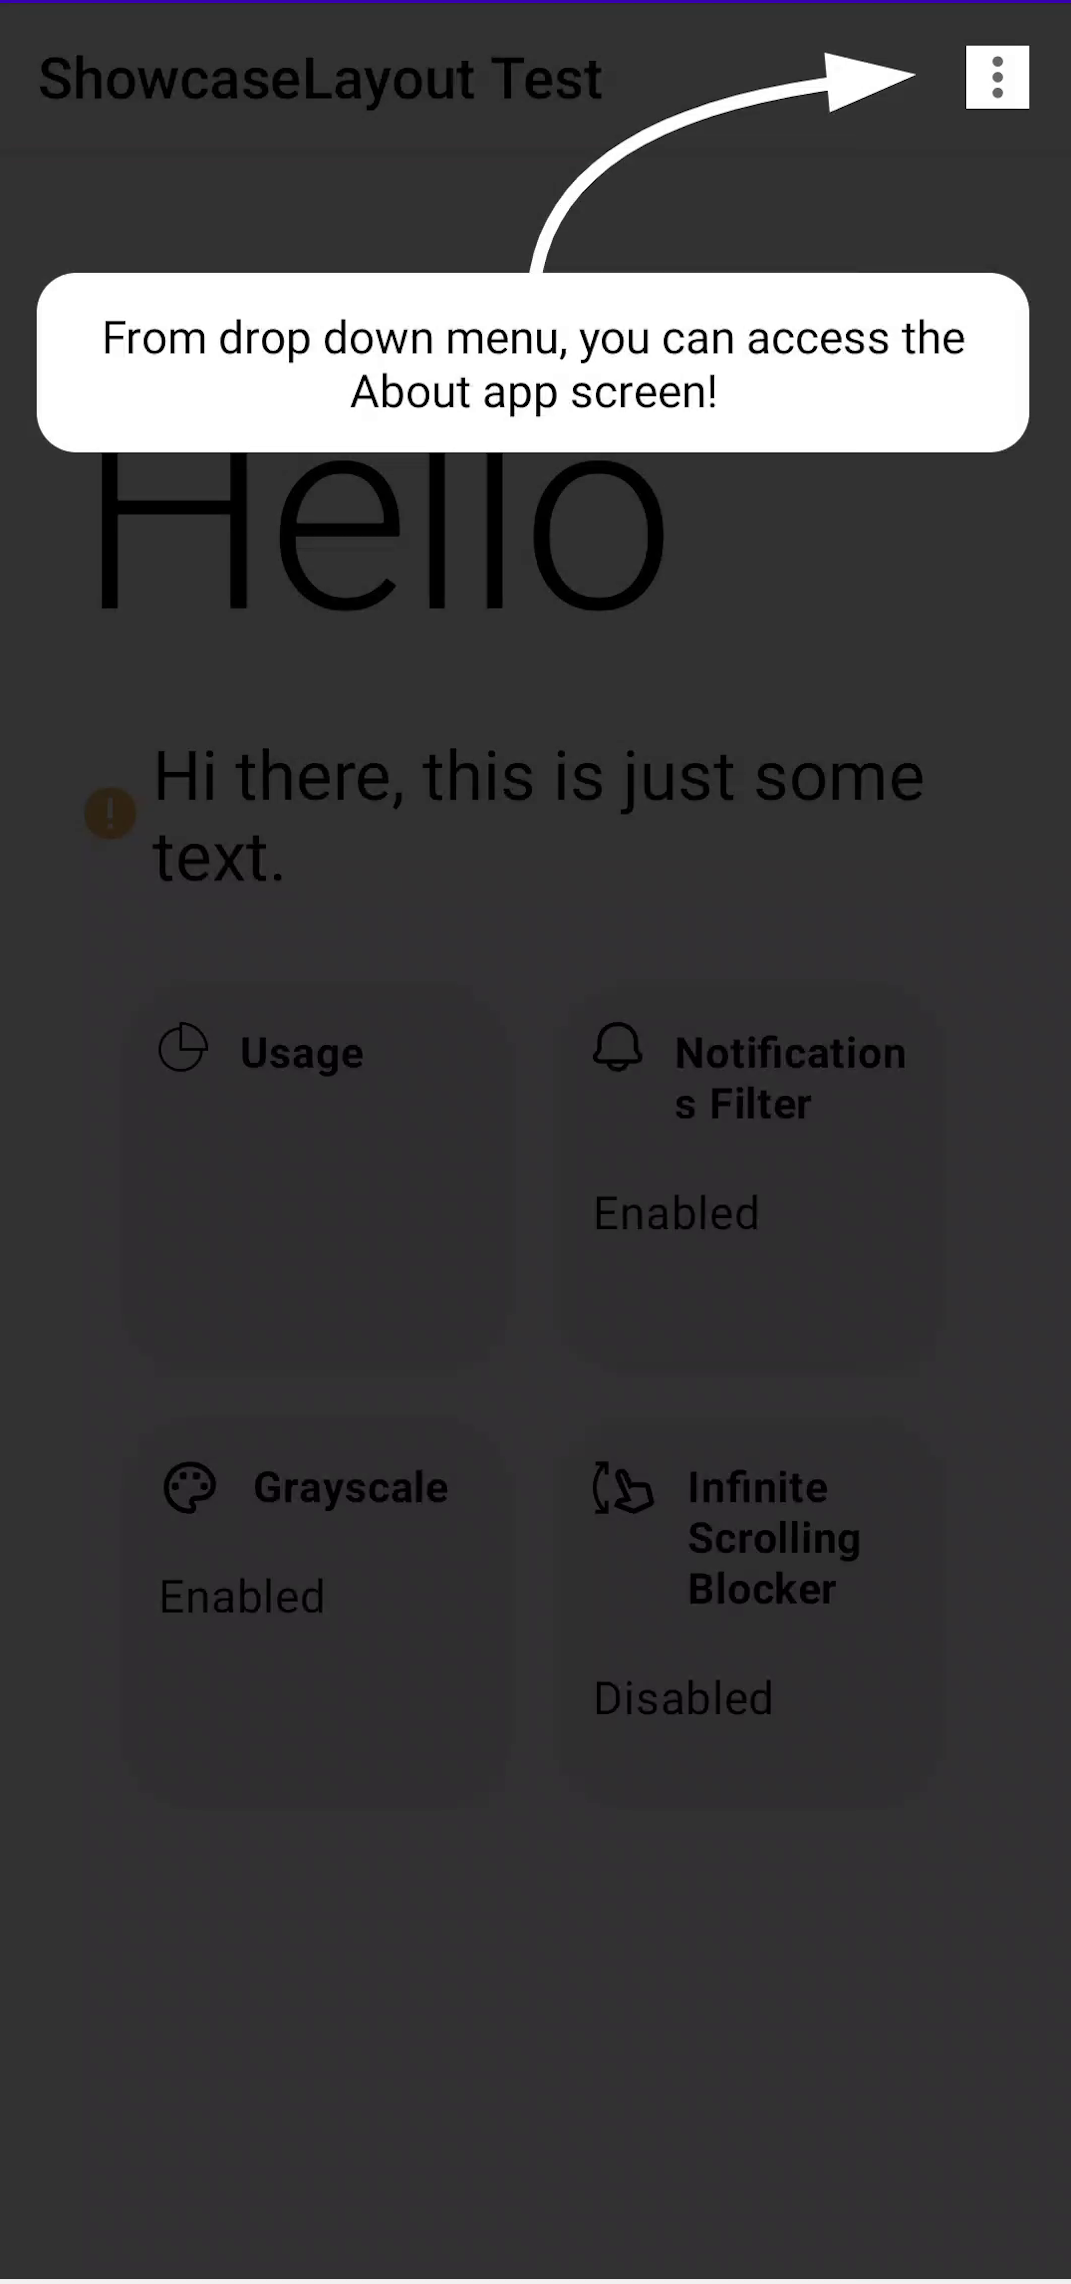 ShowcaseLayout Test
From drop down menu, you can access the
About app screen!
Hello
Hi there, this is just some
text.
Usage
Notification
s Filter
Enabled
Grayscale
Enabled
Infinite
Scrolling
Blocker
Disabled